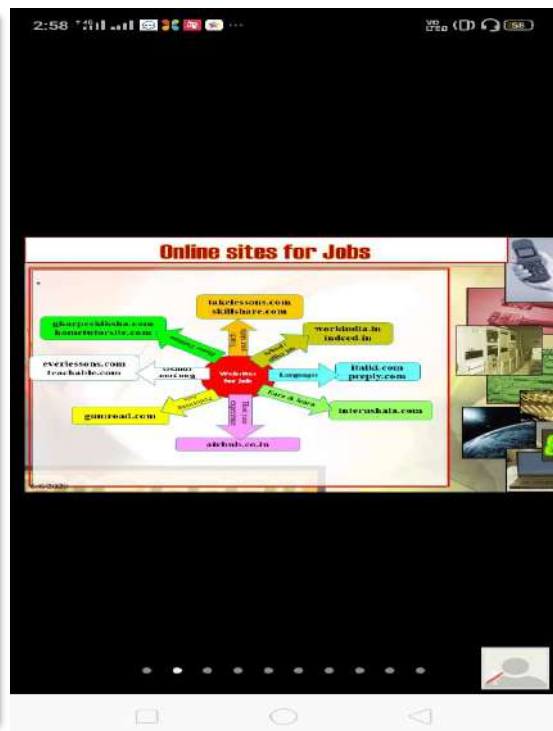 2:58
58
Online sites for Jobs
takelessons.com
skillshare.com
gharpeshiksha.com
hometutorsite.com
workindia.in
indeed.in
everlessons.com
teachable.com
Websites
for Job
Language
italki.com
preply.com
Earn & learn
internshala.com
gumroad.com
airbnb.co.in